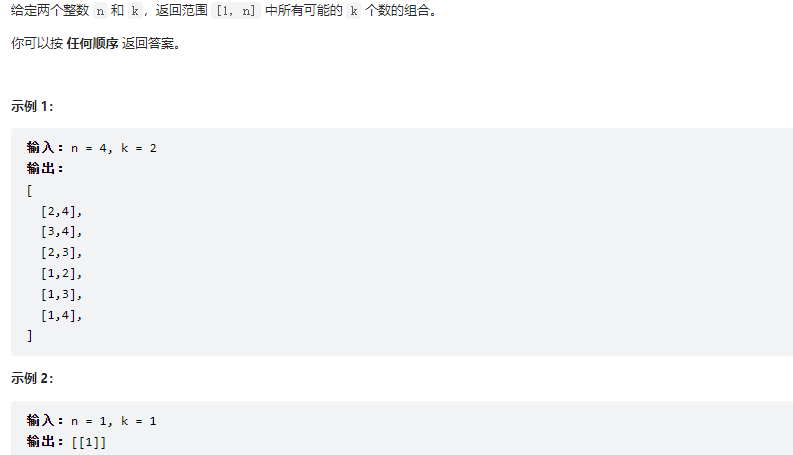 给定两个整数 n 和 k，返回范围 [1, n] 中所有可能的 k 个数的组合。
你可以按 任何顺序 返回答案。
示例 1：
输入：n = 4, k = 2
输出：
[
  [2,4],
  [3,4],
  [2,3],
  [1,2],
  [1,3],
  [1,4],
]
示例 2：
输入：n = 1, k = 1
输出：[[1]]